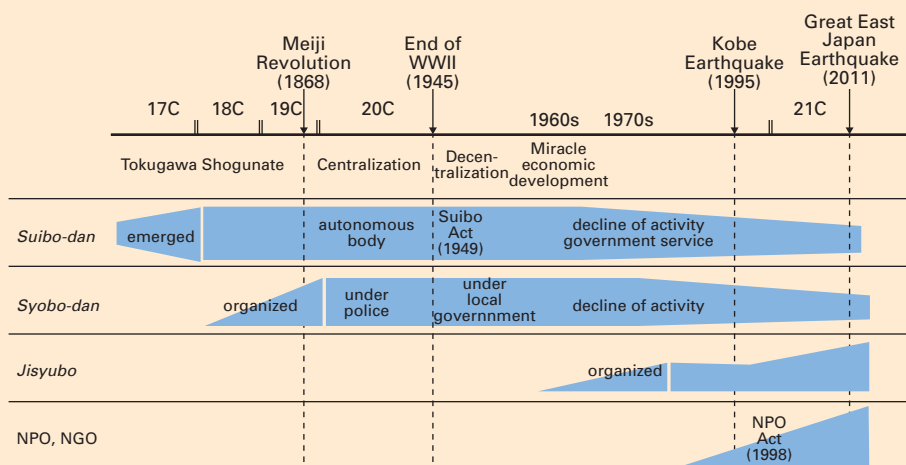 Great East
Japan
Earthquake
(2011)
Meiji
Revolution
(1868)
End of
WWII
(1945)
Kobe
Earthquake
(1995)
17C
18C
19C
20C
1960s
1970s
21C
Tokugawa Shogunate
Centralization
Decen-
tralization
Miracle
economic
development
Suibo-dan
emerged
autonomous
body
Suibo
Act
(1949)
decline of activity
government service
Syobo-dan
organized
under
police
under
local
governnment
decline of activity
Jisyubo
organized
NPO, NGO
NPO
Act
(1998)